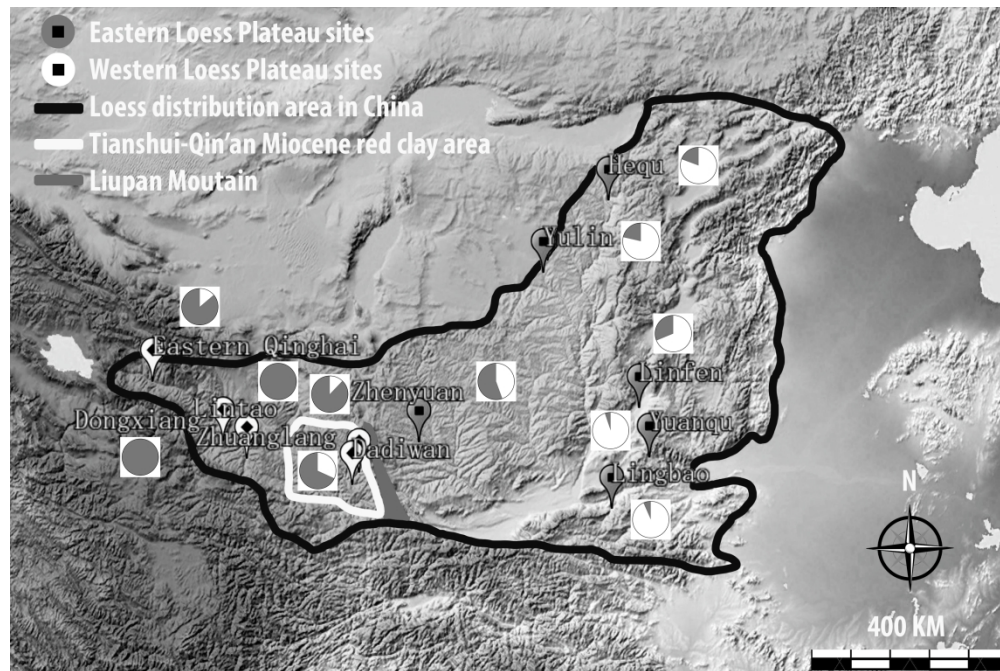 Eastern Loess Plateau sites
Western Loess Plateau sites
Loess distribution area in China
Tianshui-Qin'an Miocene red clay area
Liupan Moutain
Hequ
Yulin
Eastern Qinghai
Linfen
Zhenyuan
Dongxiang
Lintao
Zhuanglang
Dadiwan
Yuanqu
Lingbao
N
400 KM